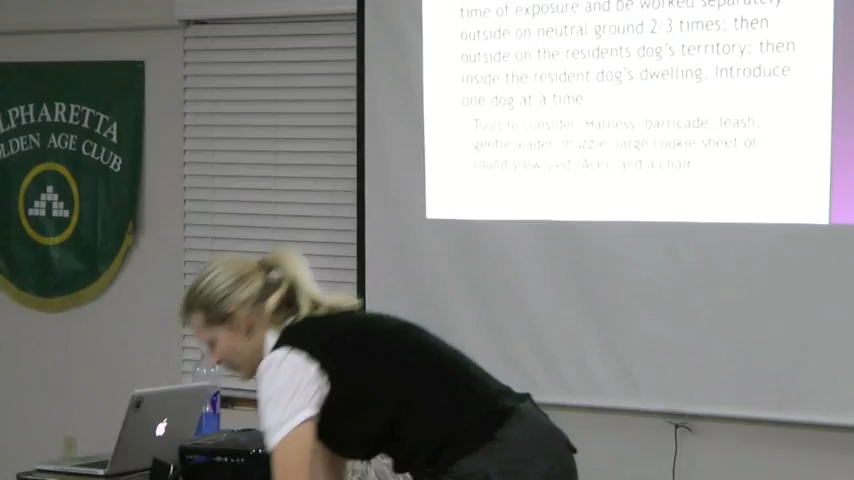 time of exposure and be worked separately
outside on neutral ground 2-3 times; then
outside on the residents dog's territory; then
inside the resident dog's dwelling. Introduce
one dog at a time
Tools to consider: Harness, barricade, leash,
gentle leader, muzzle, large cookie sheet or
and a chair
ALPHARETTA
GOLDEN AGE CLUB